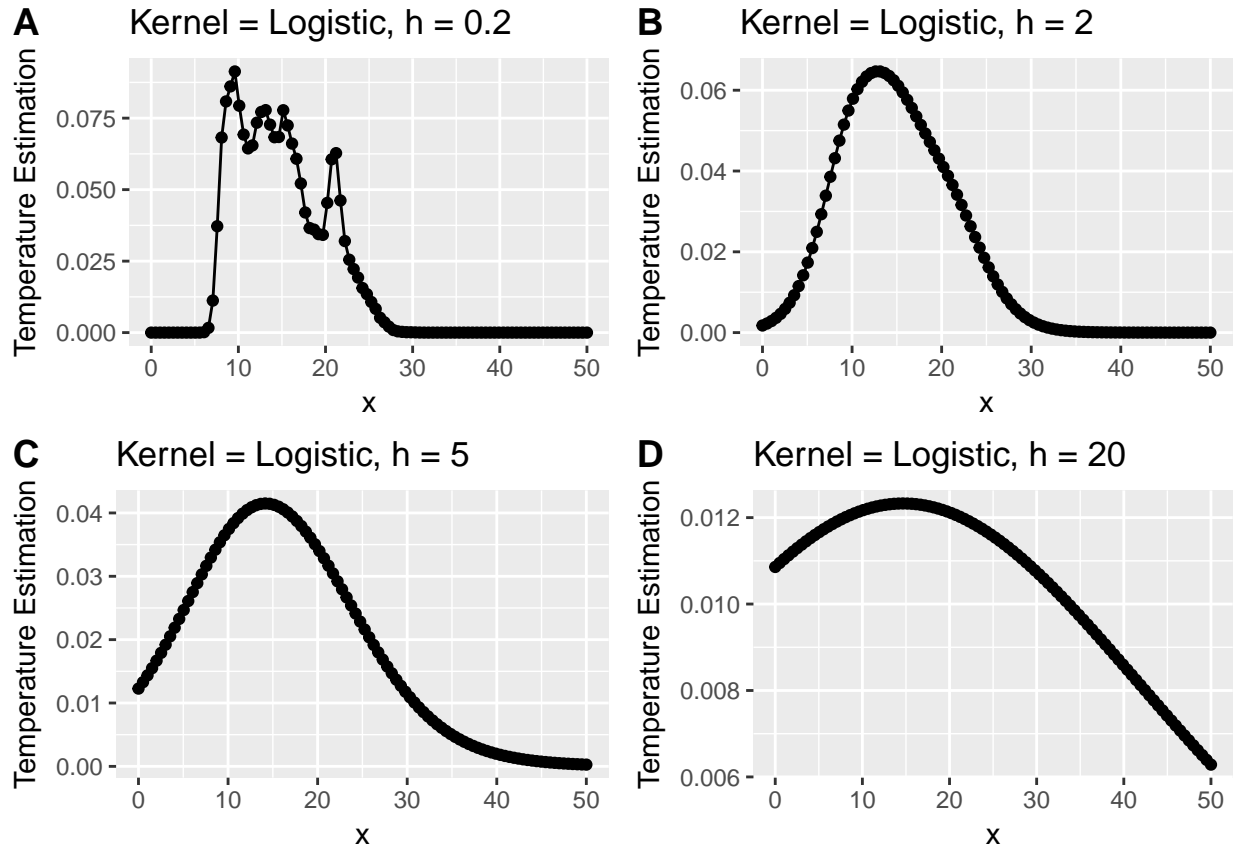 A
Kernel = Logistic, h = 0.2
Temperature Estimation
0.075
0.050
0.025
0.000
0 10 20 30 40 50
x
B
Kernel = Logistic, h = 2
Temperature Estimation
0.06
0.04
0.02
0.00
0 10 20 30 40 50
x
C
Kernel = Logistic, h = 5
Temperature Estimation
0.04
0.03
0.02
0.01
0.00
0 10 20 30 40 50
x
D
Kernel = Logistic, h = 20
Temperature Estimation
0.012
0.010
0.008
0.006
0 10 20 30 40 50
x